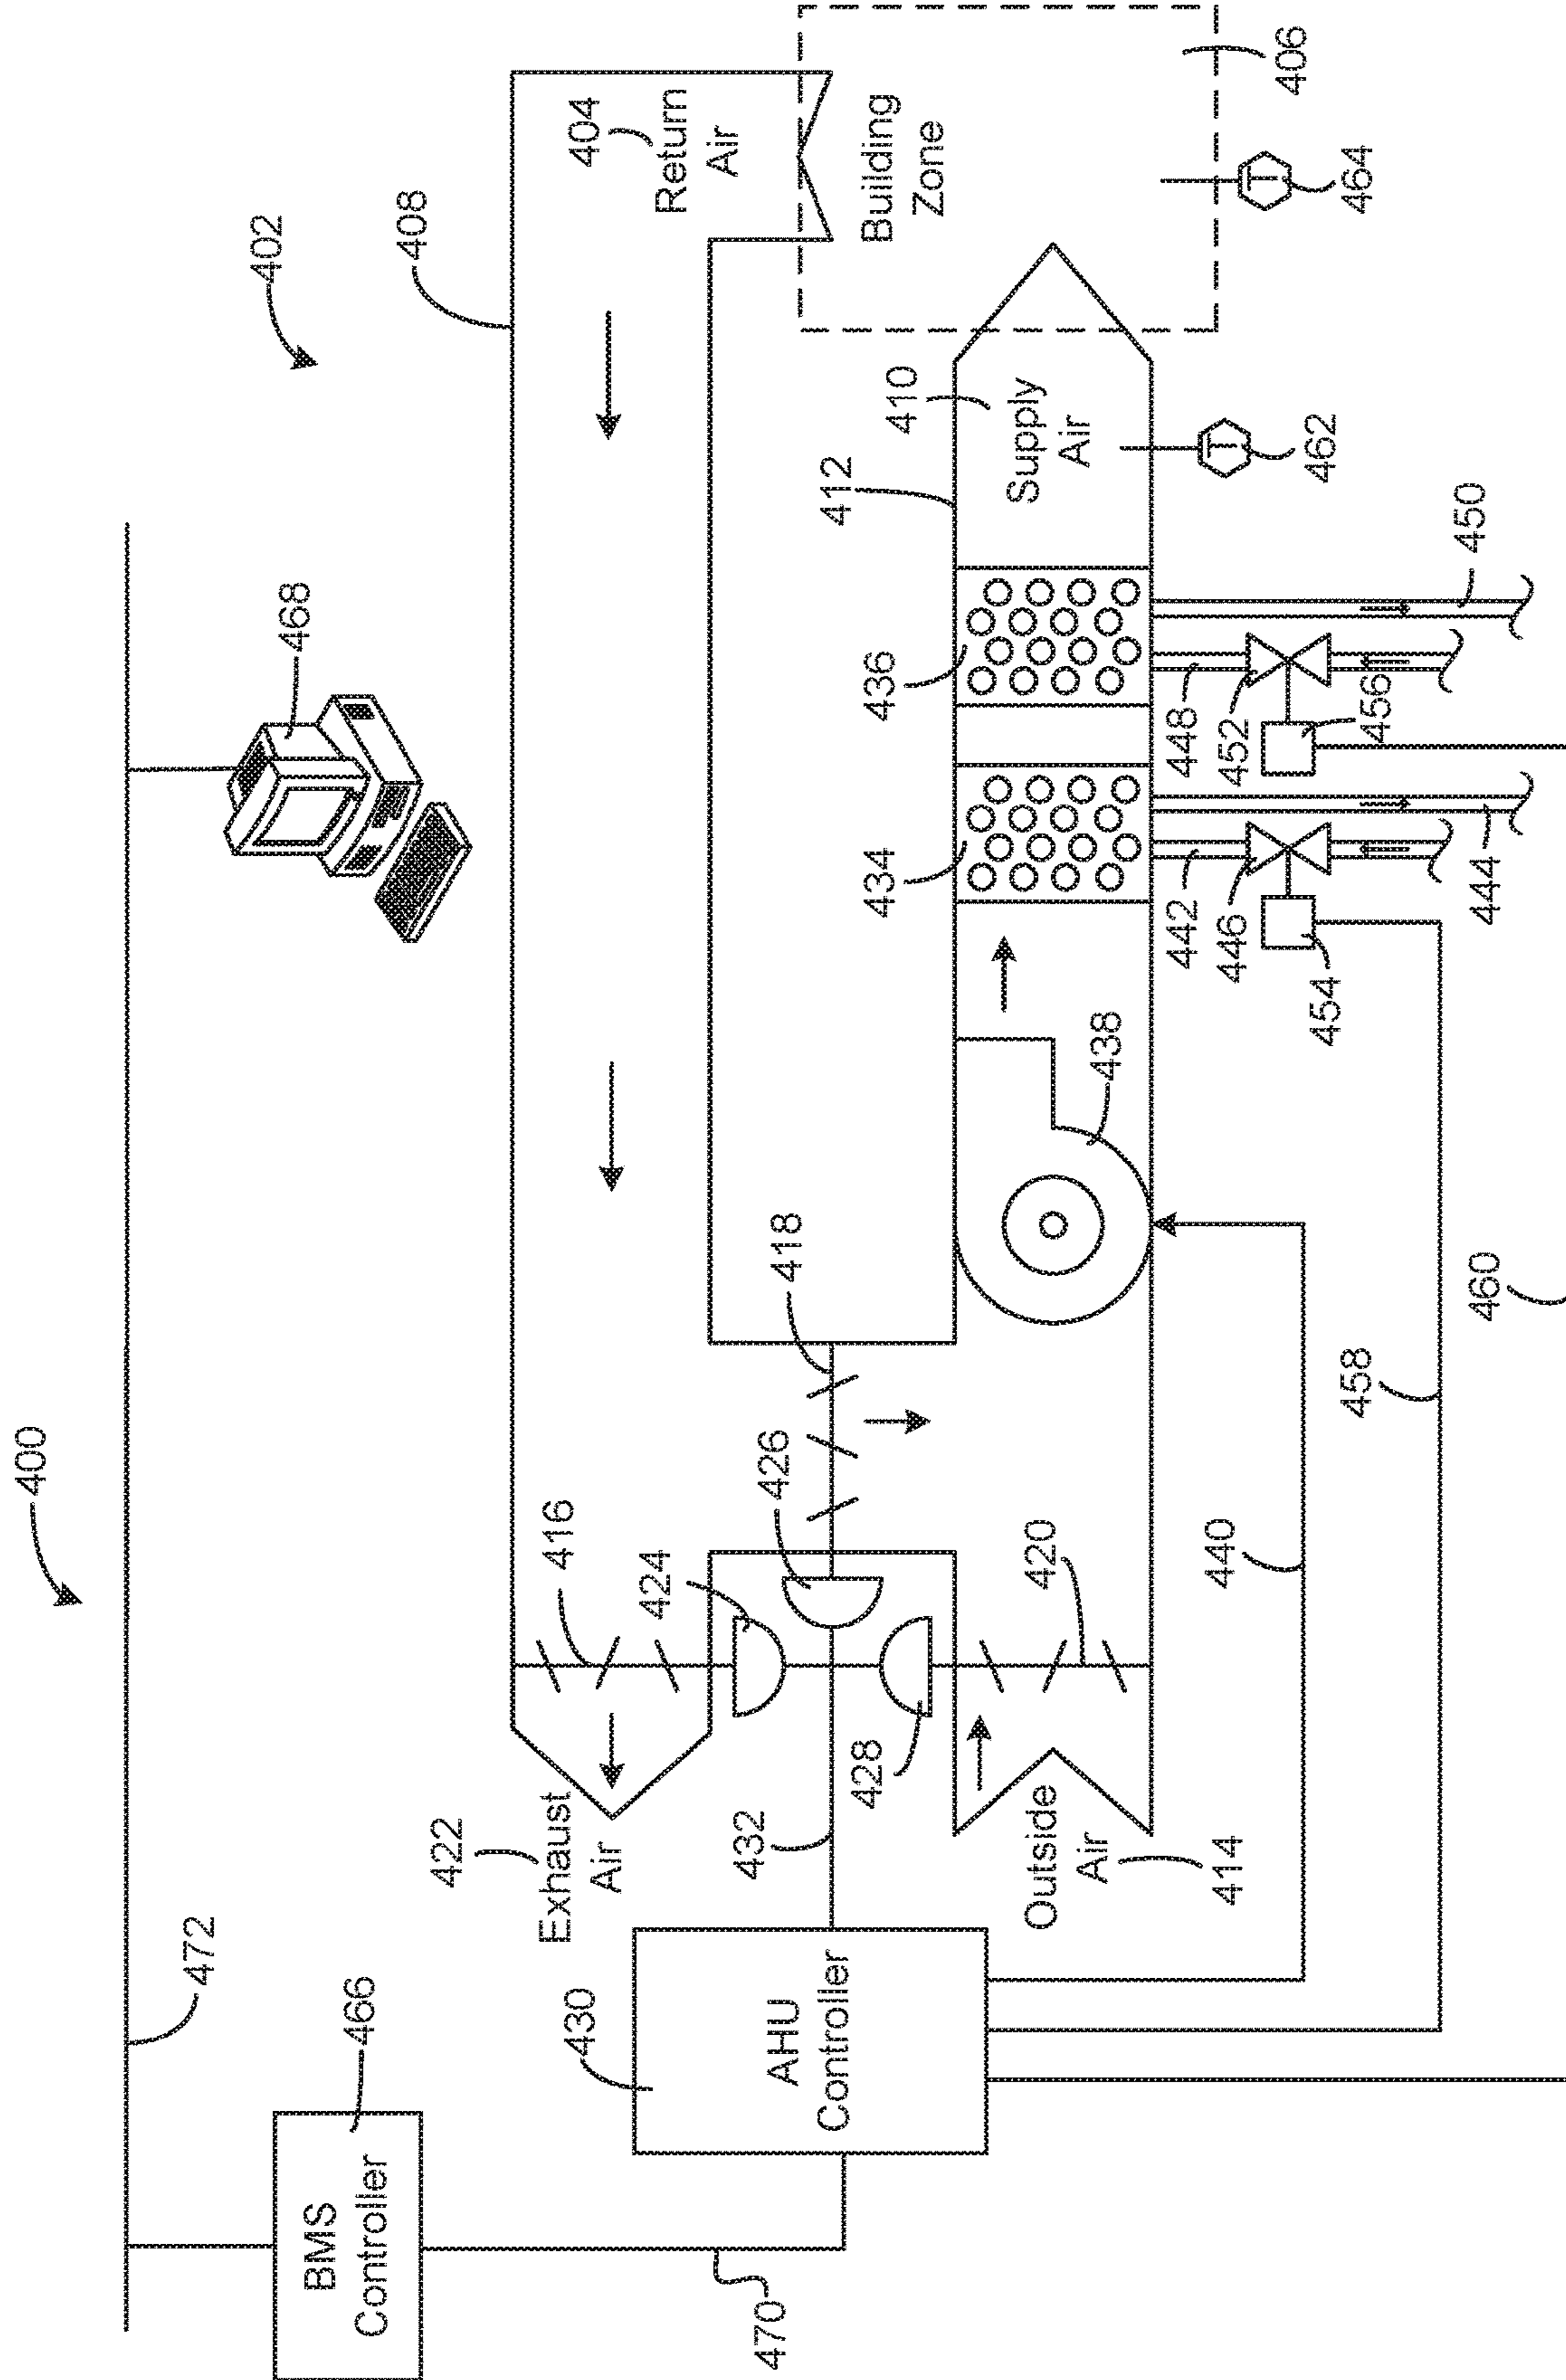 400
402
472
BMS
Controller
466
468
470
408
404
Return
Air
422
Exhaust
Air
416
424
426
418
Building
Zone
406
430
AHU
Controller
432
428
412
410
Supply
Air
434
436
438
Outside
Air
414
420
440
442
446
448
452
454
456
444
450
T
462
T
464
458
460